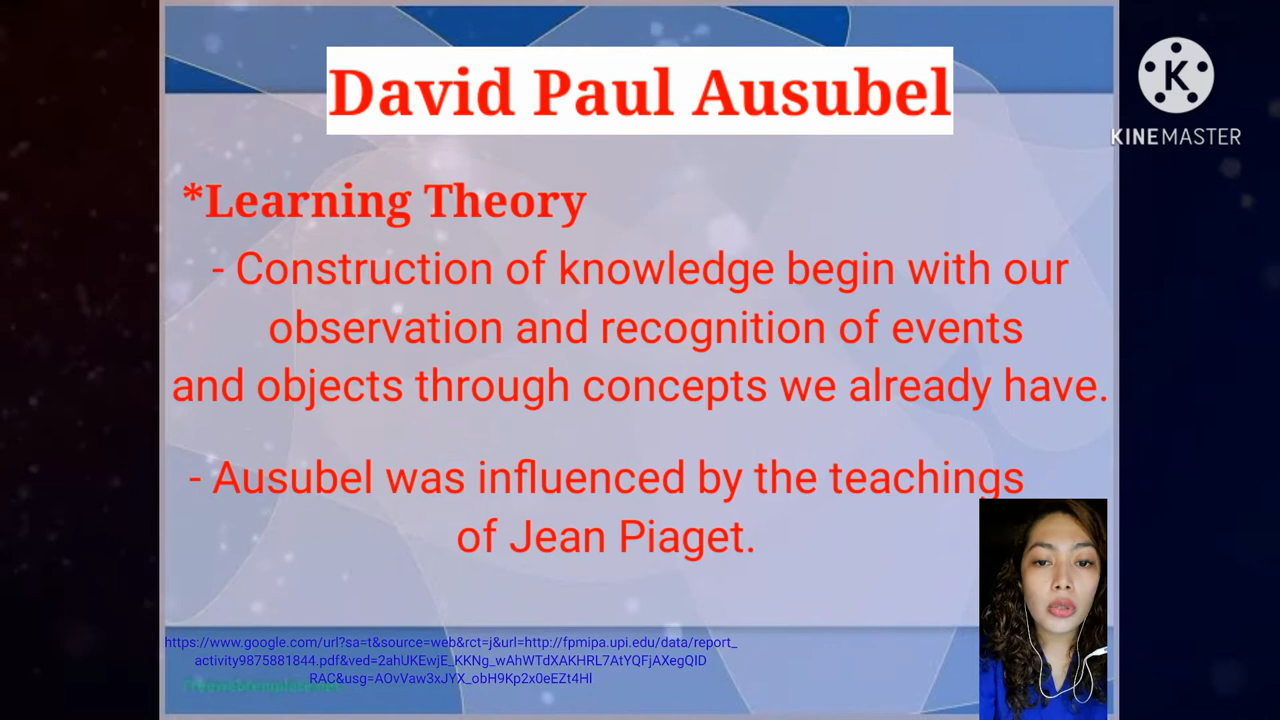 David Paul Ausubel
K
KINEMASTER
*Learning Theory
- Construction of knowledge begin with our
observation and recognition of events
and objects through concepts we already have.
- Ausubel was influenced by the teachings
of Jean Piaget.
https://www.google.com/url?sa=t&source=web&rct=j&url=http://fpmipa.upi.edu/data/report_
activity9875881844.pdf&ved=2ahUKEwjE_KKNg_wAhWTdXAKHRL7AtYQFjAXegQID
RAC&usg=AOvVaw3xJYX_obH9Kp2x0eEZt4Hl